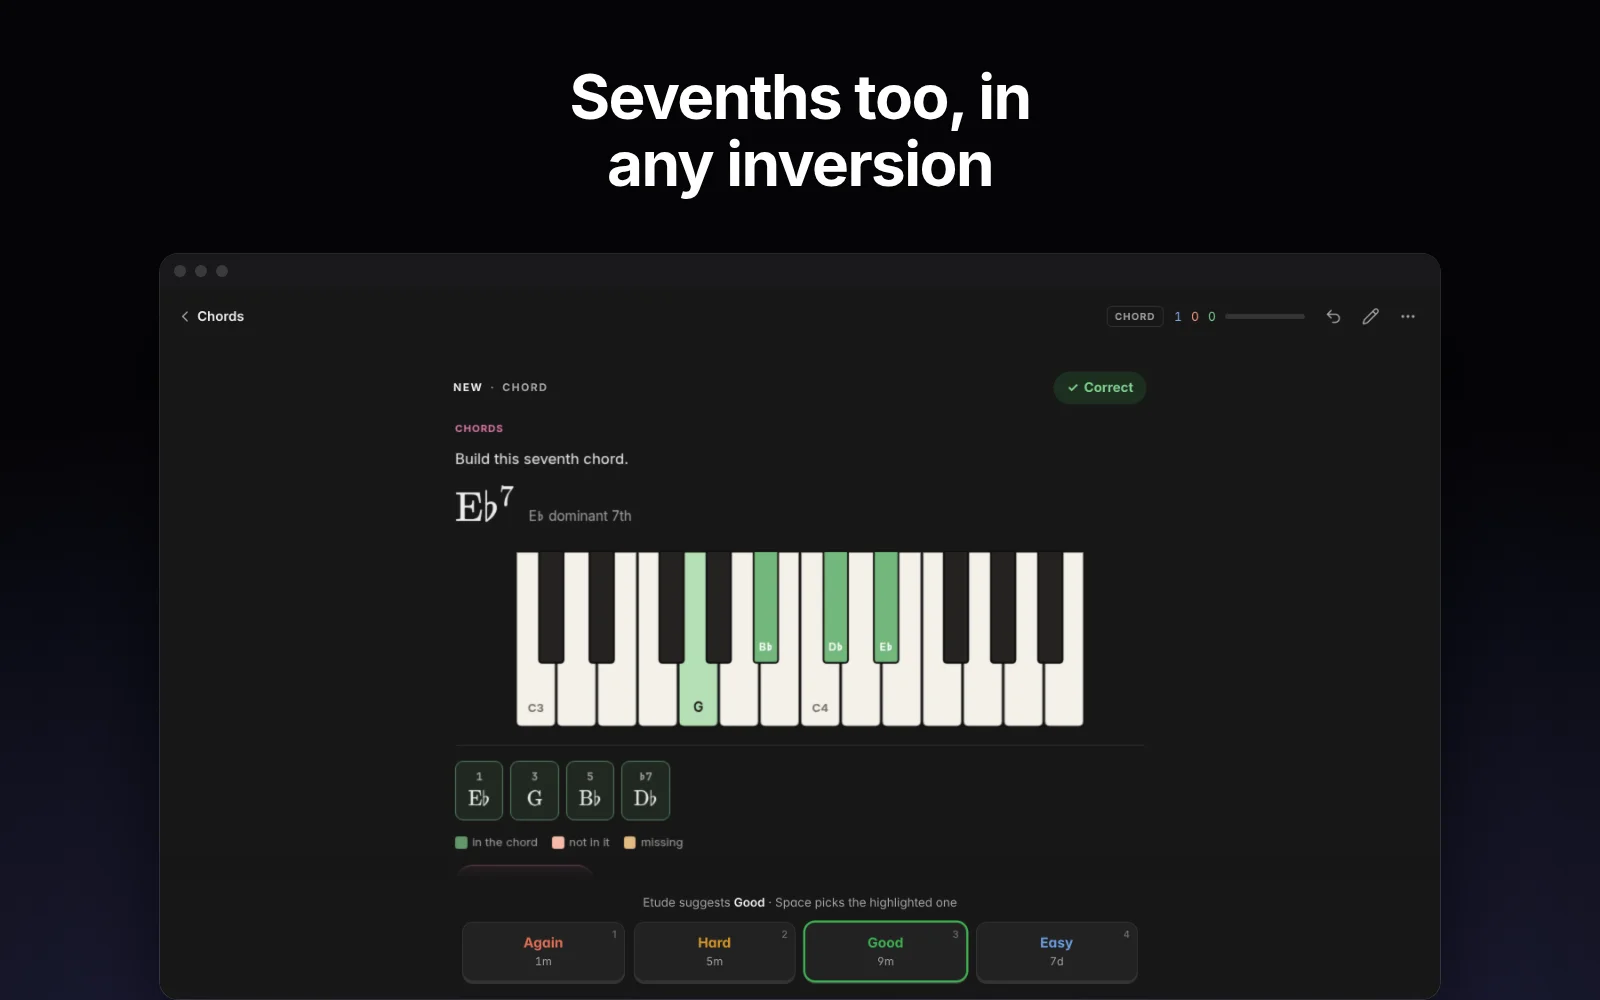 Sevenths too, in
any inversion
Chords
CHORD 1 0 0
NEW · CHORD
Correct
CHORDS
Build this seventh chord.
E♭7 E♭ dominant 7th
B♭ D♭ E♭
C3 G C4
1 3 5 ♭7
E♭ G B♭ D♭
in the chord not in it missing
Etude suggests Good · Space picks the highlighted one
Again 1 Hard 2 Good 3 Easy 4
1m 5m 9m 7d